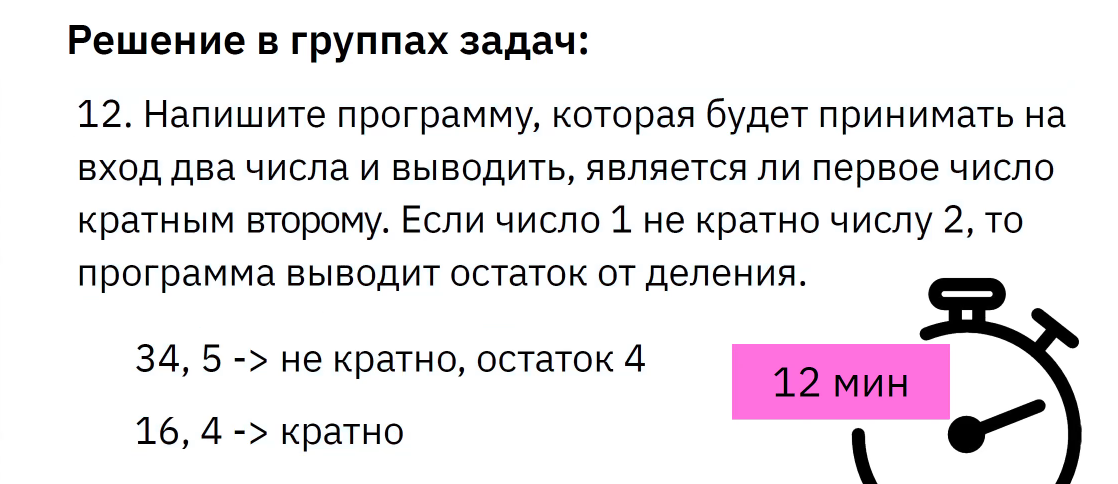 Решение в группах задач:
12. Напишите программу, которая будет принимать на
вход два числа и выводить, является ли первое число
кратным второму. Если число 1 не кратно числу 2, то
программа выводит остаток от деления.
34, 5 -> не кратно, остаток 4
12 мин
16, 4 -> кратно